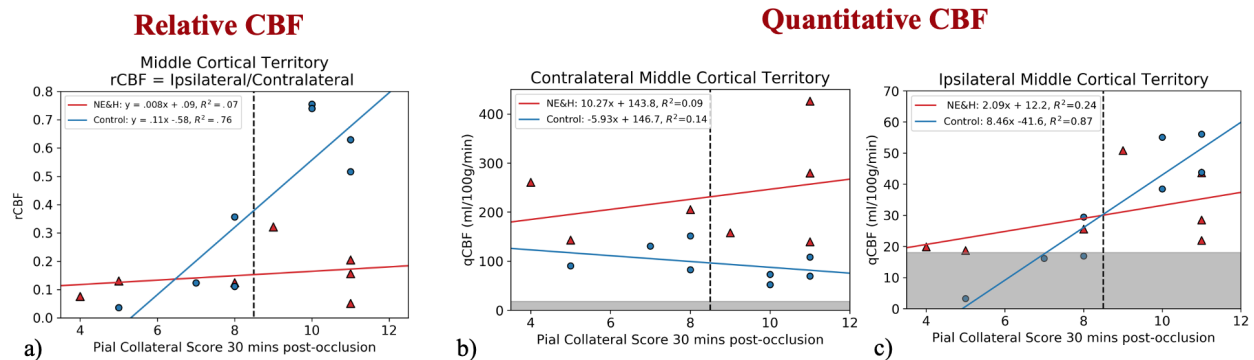 Relative CBF
Quantitative CBF
Middle Cortical Territory
rCBF = Ipsilateral/Contralateral
NE&H: y = .008x + .09, R² = .07
Control: y = .11x -.58, R² = .76
0.8
0.7
0.6
0.5
0.4
0.3
0.2
0.1
0.0
rCBF
4
6
8
10
12
Pial Collateral Score 30 mins post-occlusion
a)
Contralateral Middle Cortical Territory
NE&H: 10.27x + 143.8, R²=0.09
Control: -5.93x + 146.7, R²=0.14
400
300
200
100
0
qCBF (ml/100g/min)
4
6
8
10
12
Pial Collateral Score 30 mins post-occlusion
b)
Ipsilateral Middle Cortical Territory
NE&H: 2.09x + 12.2, R²=0.24
Control: 8.46x -41.6, R²=0.87
70
60
50
40
30
20
10
0
qCBF (ml/100g/min)
4
6
8
10
12
Pial Collateral Score 30 mins post-occlusion
c)